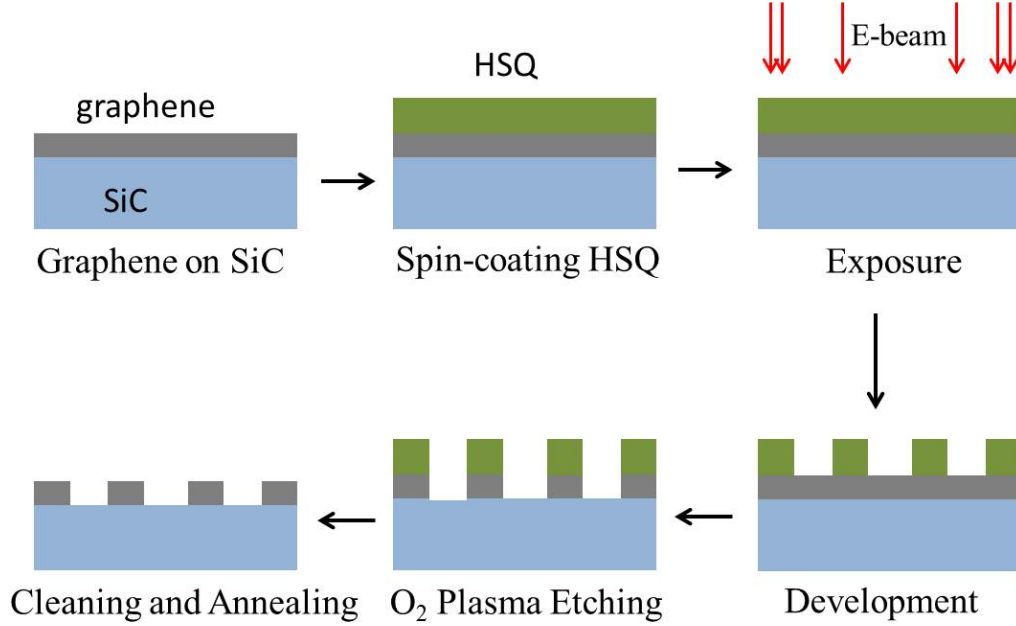 E-beam
HSQ
graphene
SiC
Graphene on SiC
Spin-coating HSQ
Exposure
Cleaning and Annealing
O₂ Plasma Etching
Development